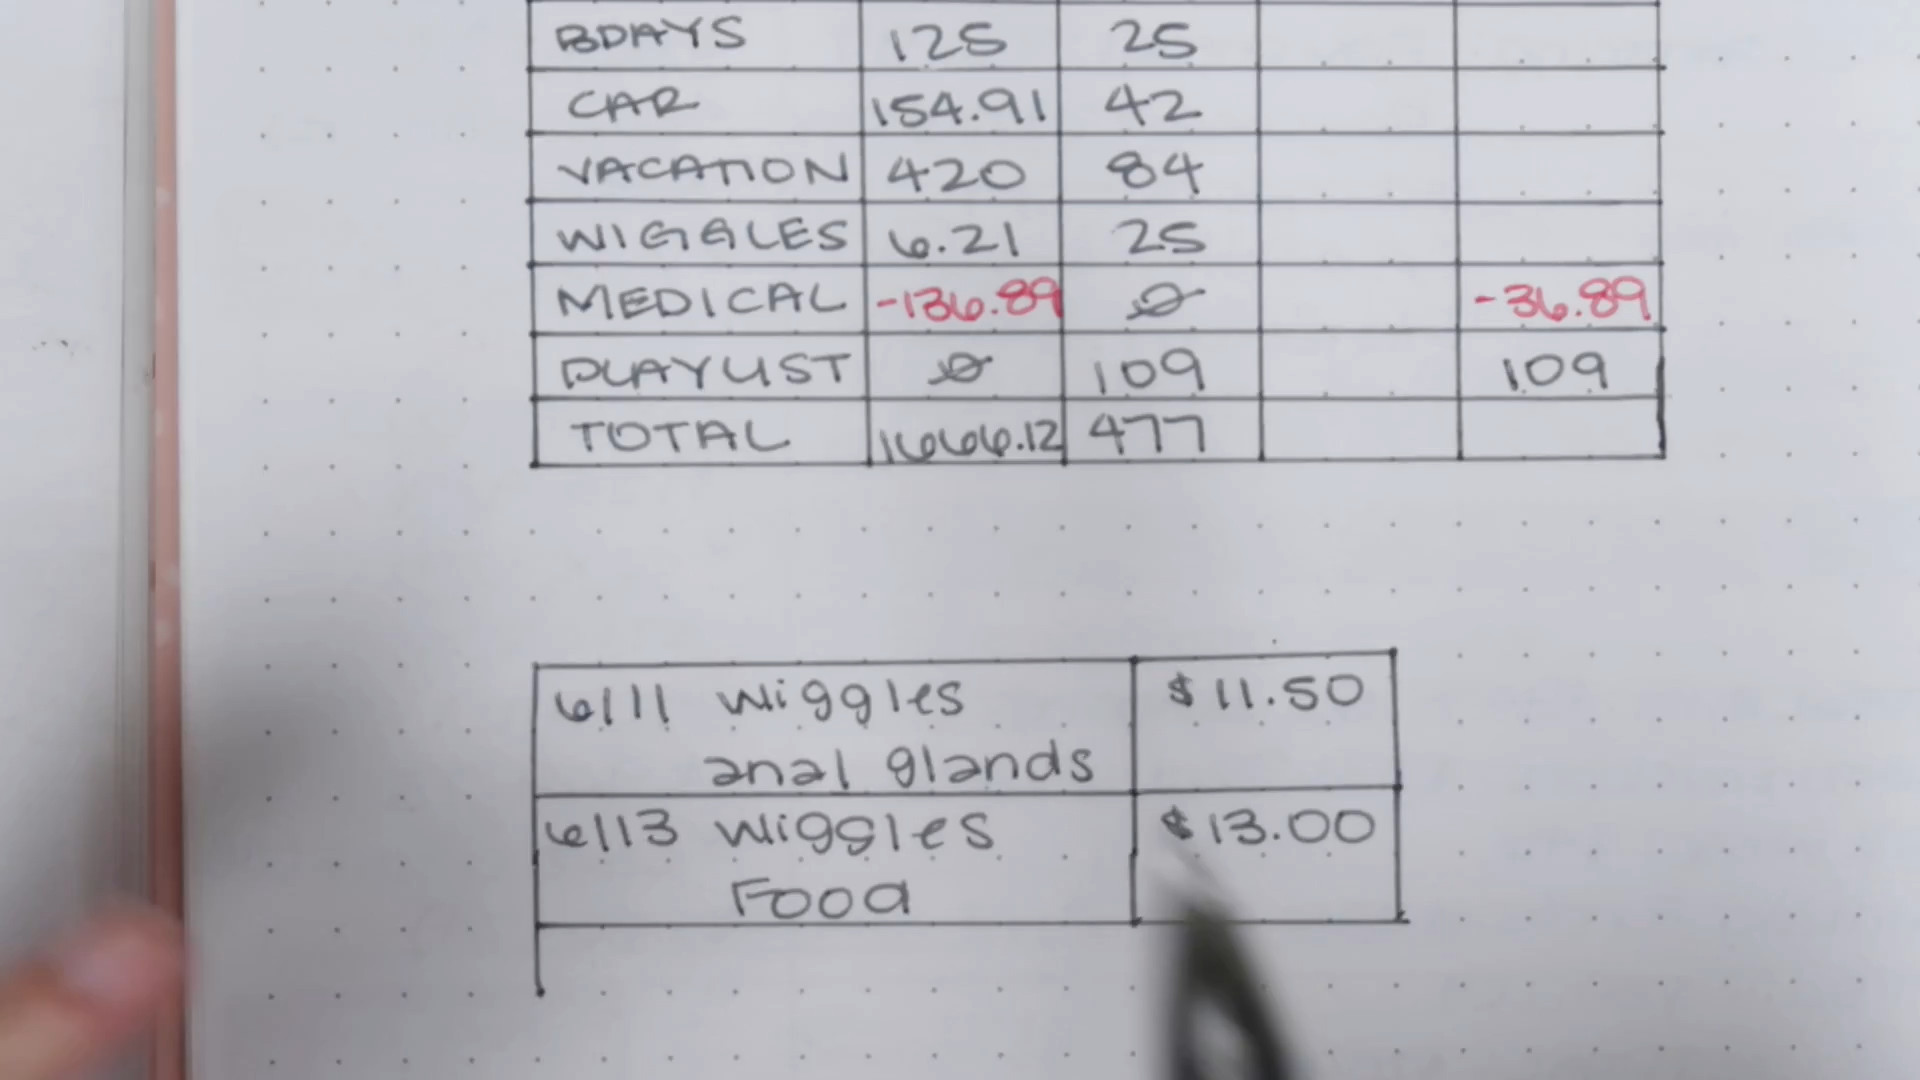 BDAYS 125 25
CAR 154.91 42
VACATION 420 84
WIGGLES 6.21 25
MEDICAL -136.89 Ø -36.89
PLAYLIST Ø 109 109
TOTAL 1666.12 477
6/11 wiggles $11.50
anal glands
6/13 wiggles $13.00
Food